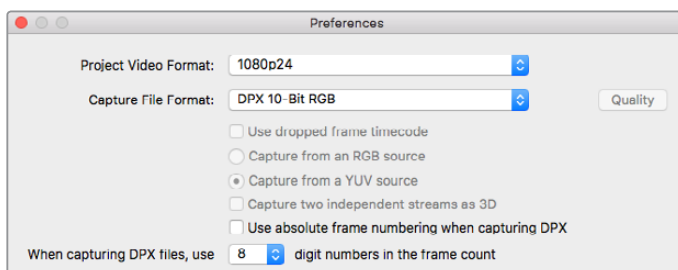 Preferences
Project Video Format: 1080p24
Capture File Format: DPX 10-Bit RGB Quality
Use dropped frame timecode
Capture from an RGB source
Capture from a YUV source
Capture two independent streams as 3D
Use absolute frame numbering when capturing DPX
When capturing DPX files, use 8 digit numbers in the frame count